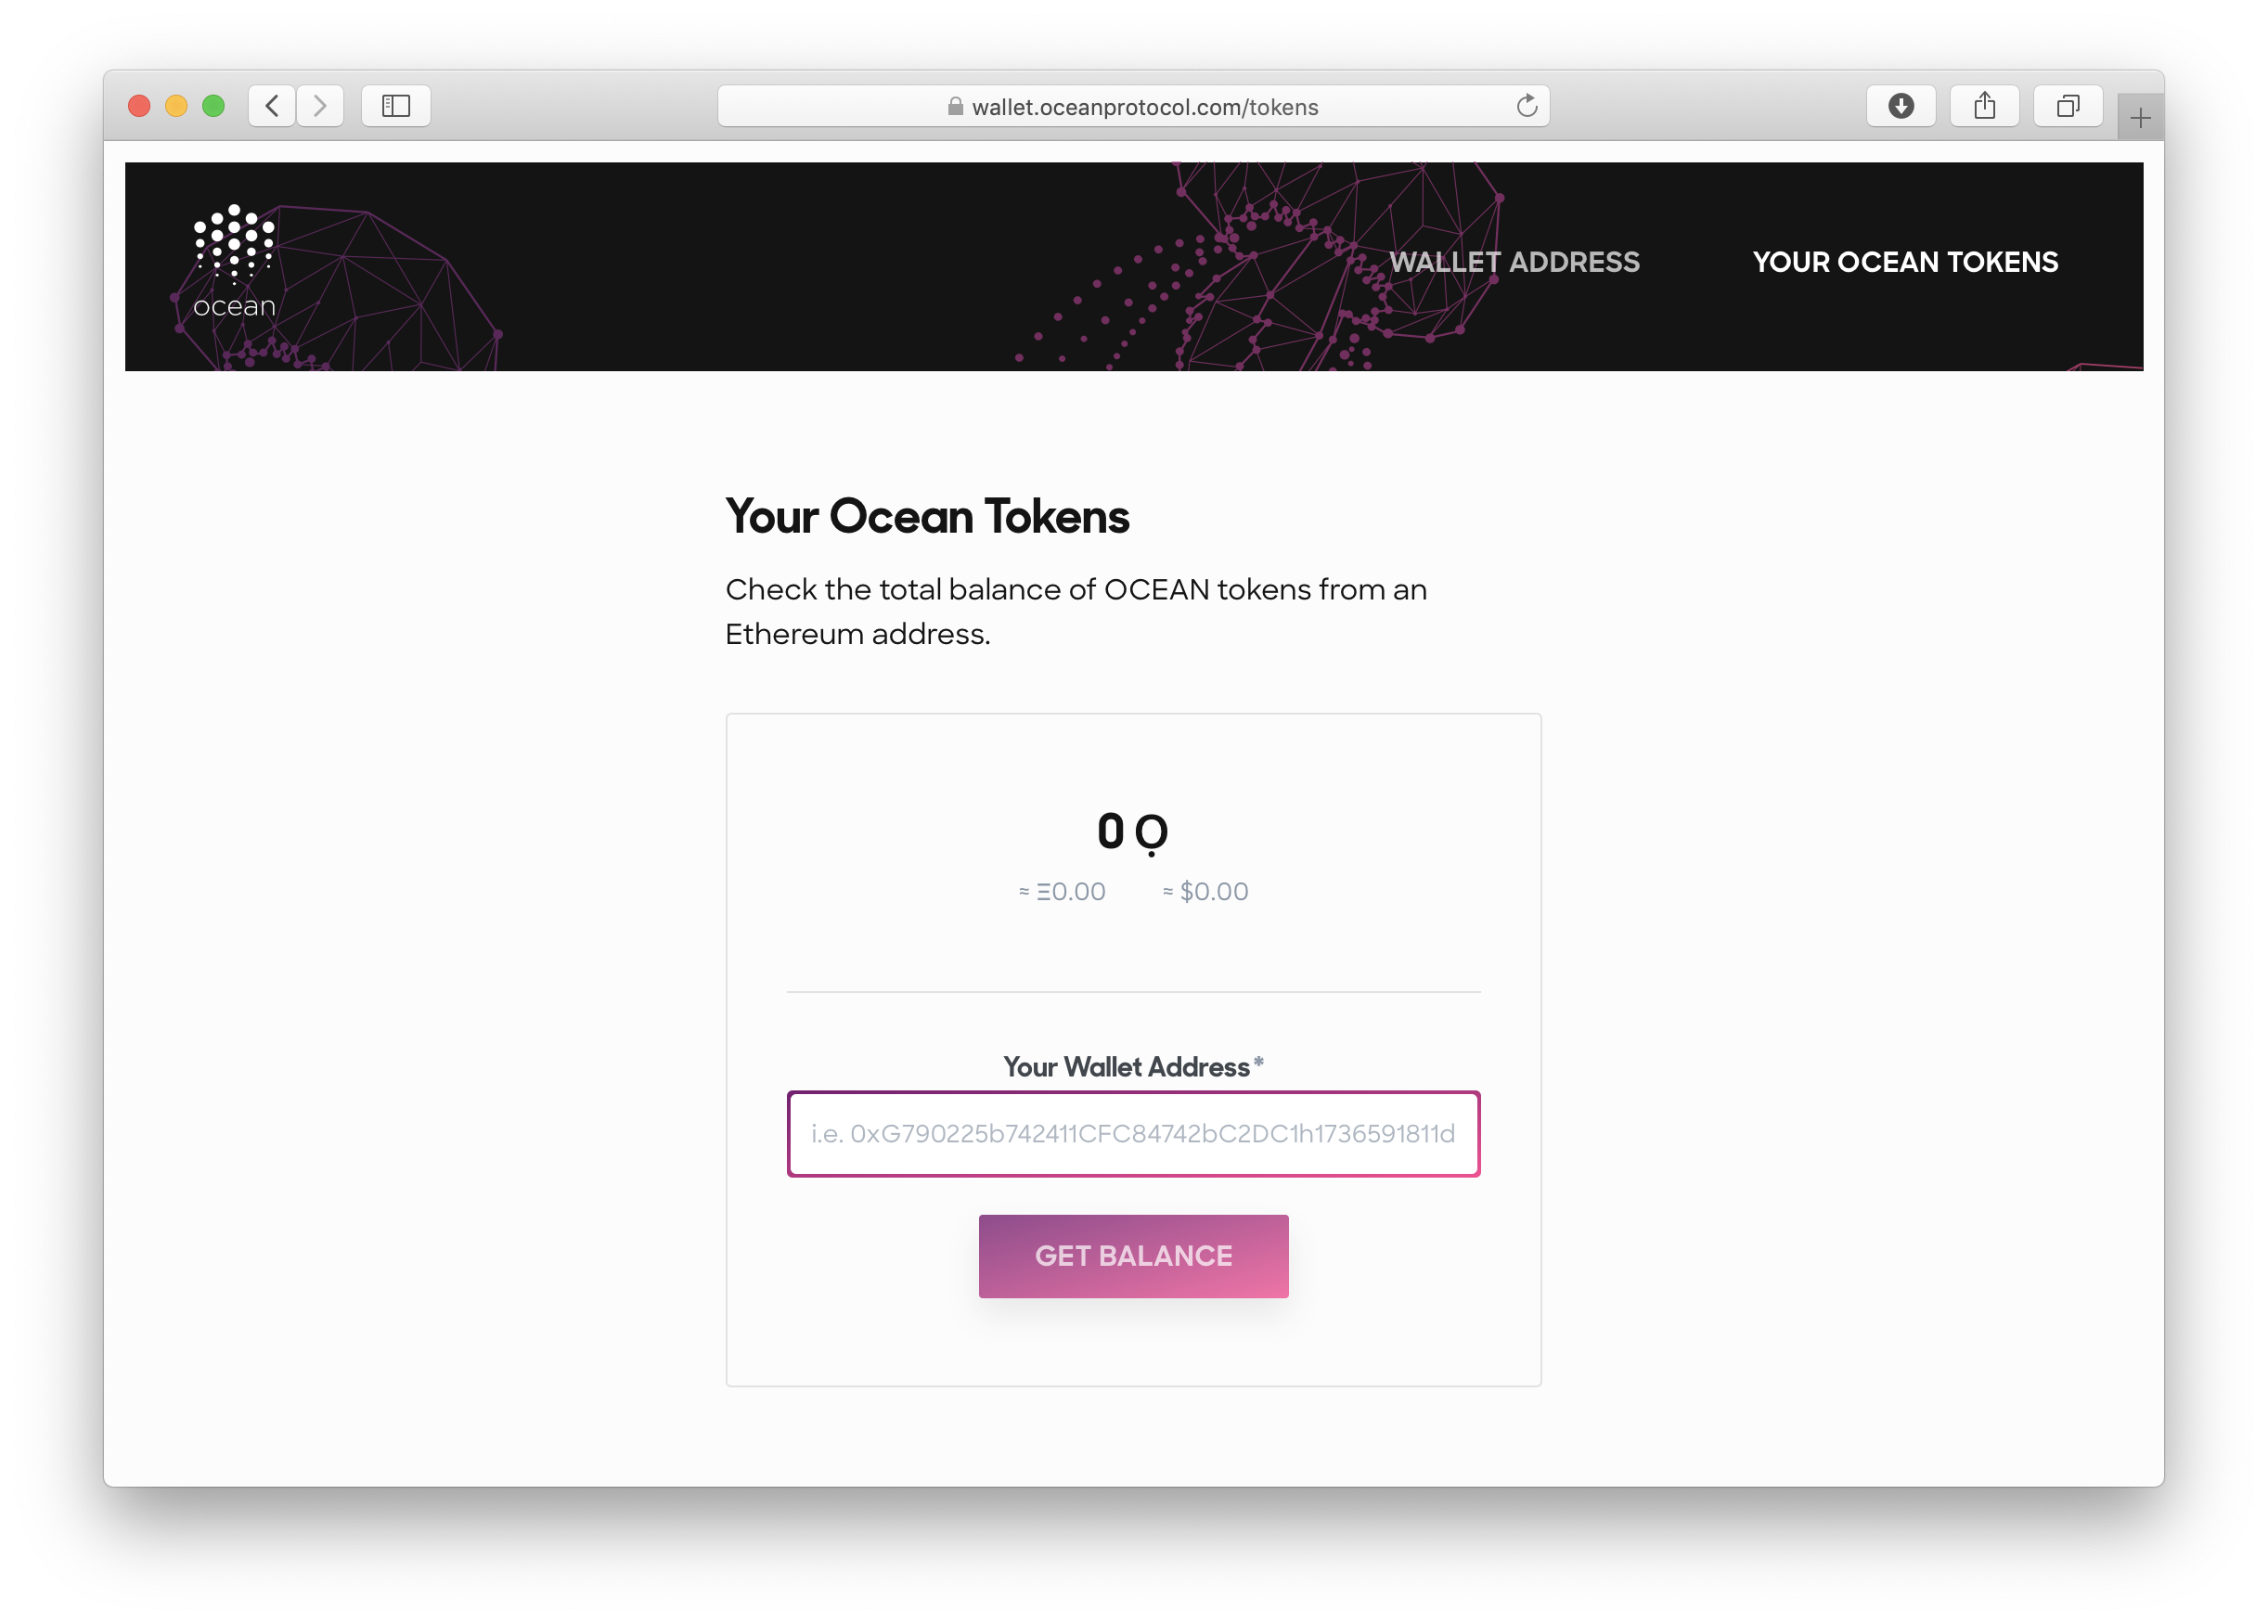 wallet.oceanprotocol.com/tokens
ocean
WALLET ADDRESS
YOUR OCEAN TOKENS
Your Ocean Tokens
Check the total balance of OCEAN tokens from an
Ethereum address.
0 Ọ
≈ Ξ0.00 ≈ $0.00
Your Wallet Address*
i.e. 0xG790225b742411CFC84742bC2DC1h1736591811d
GET BALANCE